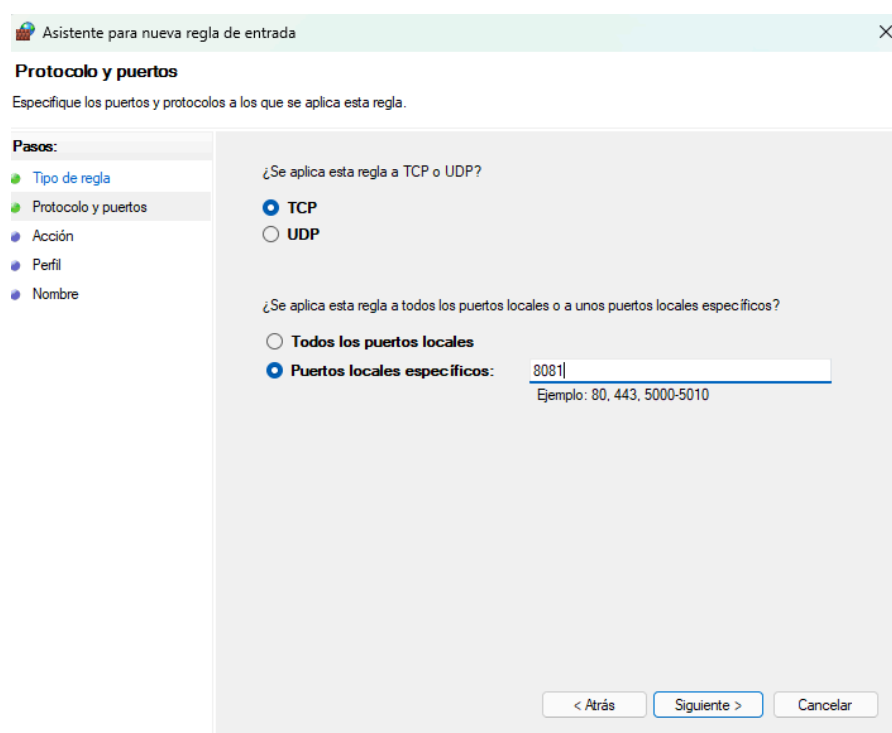 Asistente para nueva regla de entrada
Protocolo y puertos
Especifique los puertos y protocolos a los que se aplica esta regla.
Pasos:
Tipo de regla
Protocolo y puertos
Acción
Perfil
Nombre
¿Se aplica esta regla a TCP o UDP?
TCP
UDP
¿Se aplica esta regla a todos los puertos locales o a unos puertos locales específicos?
Todos los puertos locales
Puertos locales específicos: 8081
Ejemplo: 80, 443, 5000-5010
< Atrás Siguiente > Cancelar